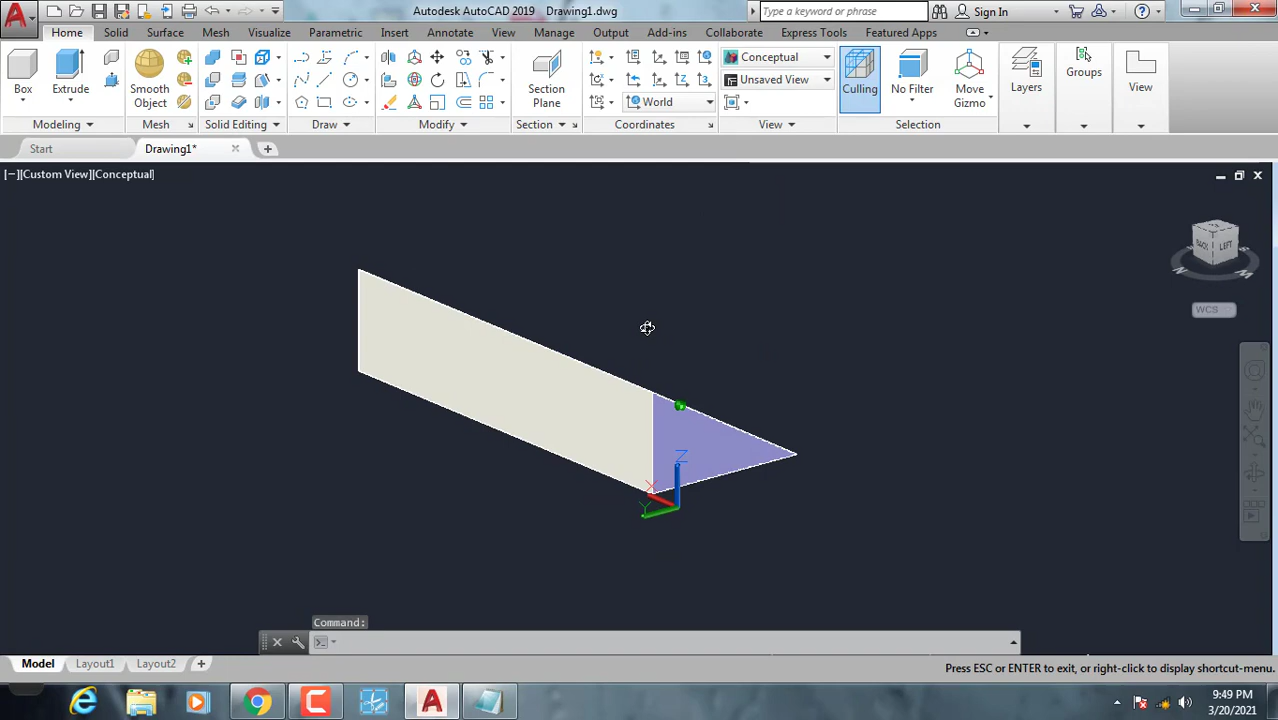 Autodesk AutoCAD 2019 Drawing1.dwg
Type a keyword or phrase
Sign In
Home Solid Surface Mesh Visualize Parametric Insert Annotate View Manage Output Add-ins Collaborate Express Tools Featured Apps
Box
Extrude
Smooth
Object
Section
Plane
World
Conceptual
Unsaved View
Culling
No Filter
Move
Gizmo
Layers
Groups
View
Modeling
Mesh
Solid Editing
Draw
Modify
Section
Coordinates
View
Selection
Start
Drawing1*
[−][Custom View][Conceptual]
BACK
LEFT
N
WCS
Z
X
Y
Command:
Model
Layout1
Layout2
Press ESC or ENTER to exit, or right-click to display shortcut-menu.
9:49 PM
3/20/2021